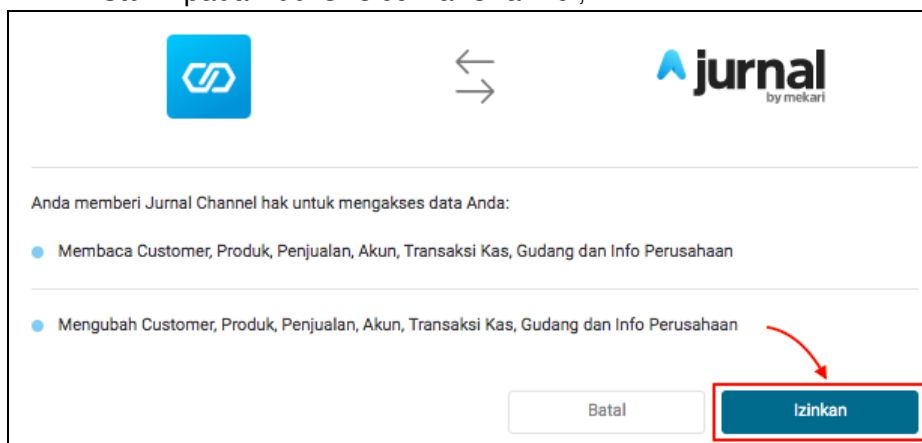 jurnal
by mekari
Anda memberi Jurnal Channel hak untuk mengakses data Anda:
Membaca Customer, Produk, Penjualan, Akun, Transaksi Kas, Gudang dan Info Perusahaan
Mengubah Customer, Produk, Penjualan, Akun, Transaksi Kas, Gudang dan Info Perusahaan
Batal
Izinkan